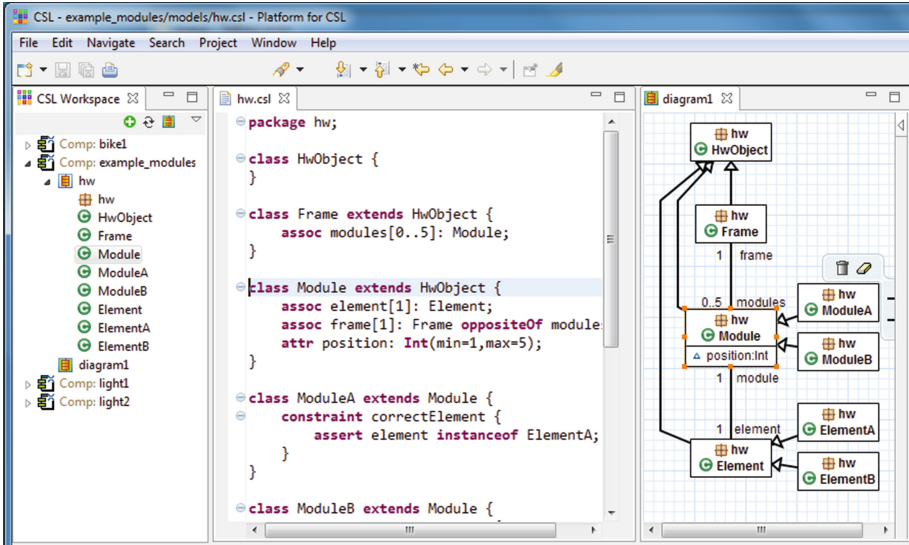 CSL - example_modules/models/hw.csl - Platform for CSL
File Edit Navigate Search Project Window Help
CSL Workspace
hw.csl
diagram1
Comp: bike1
Comp: example_modules
hw
hw
HwObject
Frame
Module
ModuleA
ModuleB
Element
ElementA
ElementB
diagram1
Comp: light1
Comp: light2
package hw;
class HwObject {
}
class Frame extends HwObject {
assoc modules[0..5]: Module;
}
class Module extends HwObject {
assoc element[1]: Element;
assoc frame[1]: Frame oppositeOf module
attr position: Int(min=1,max=5);
}
class ModuleA extends Module {
constraint correctElement {
assert element instanceof ElementA;
}
}
class ModuleB extends Module {
hw
HwObject
hw
Frame
1 frame
0..5 modules
hw
Module
position:Int
hw
ModuleA
hw
ModuleB
1 module
1 element
hw
Element
hw
ElementA
hw
ElementB